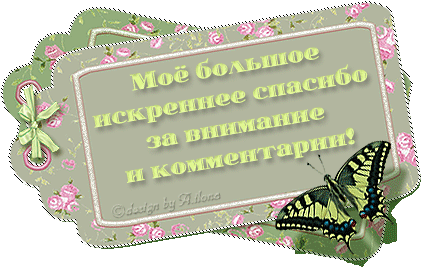 Моё большое
искреннее спасибо
за внимание
и комментарии!
©design by